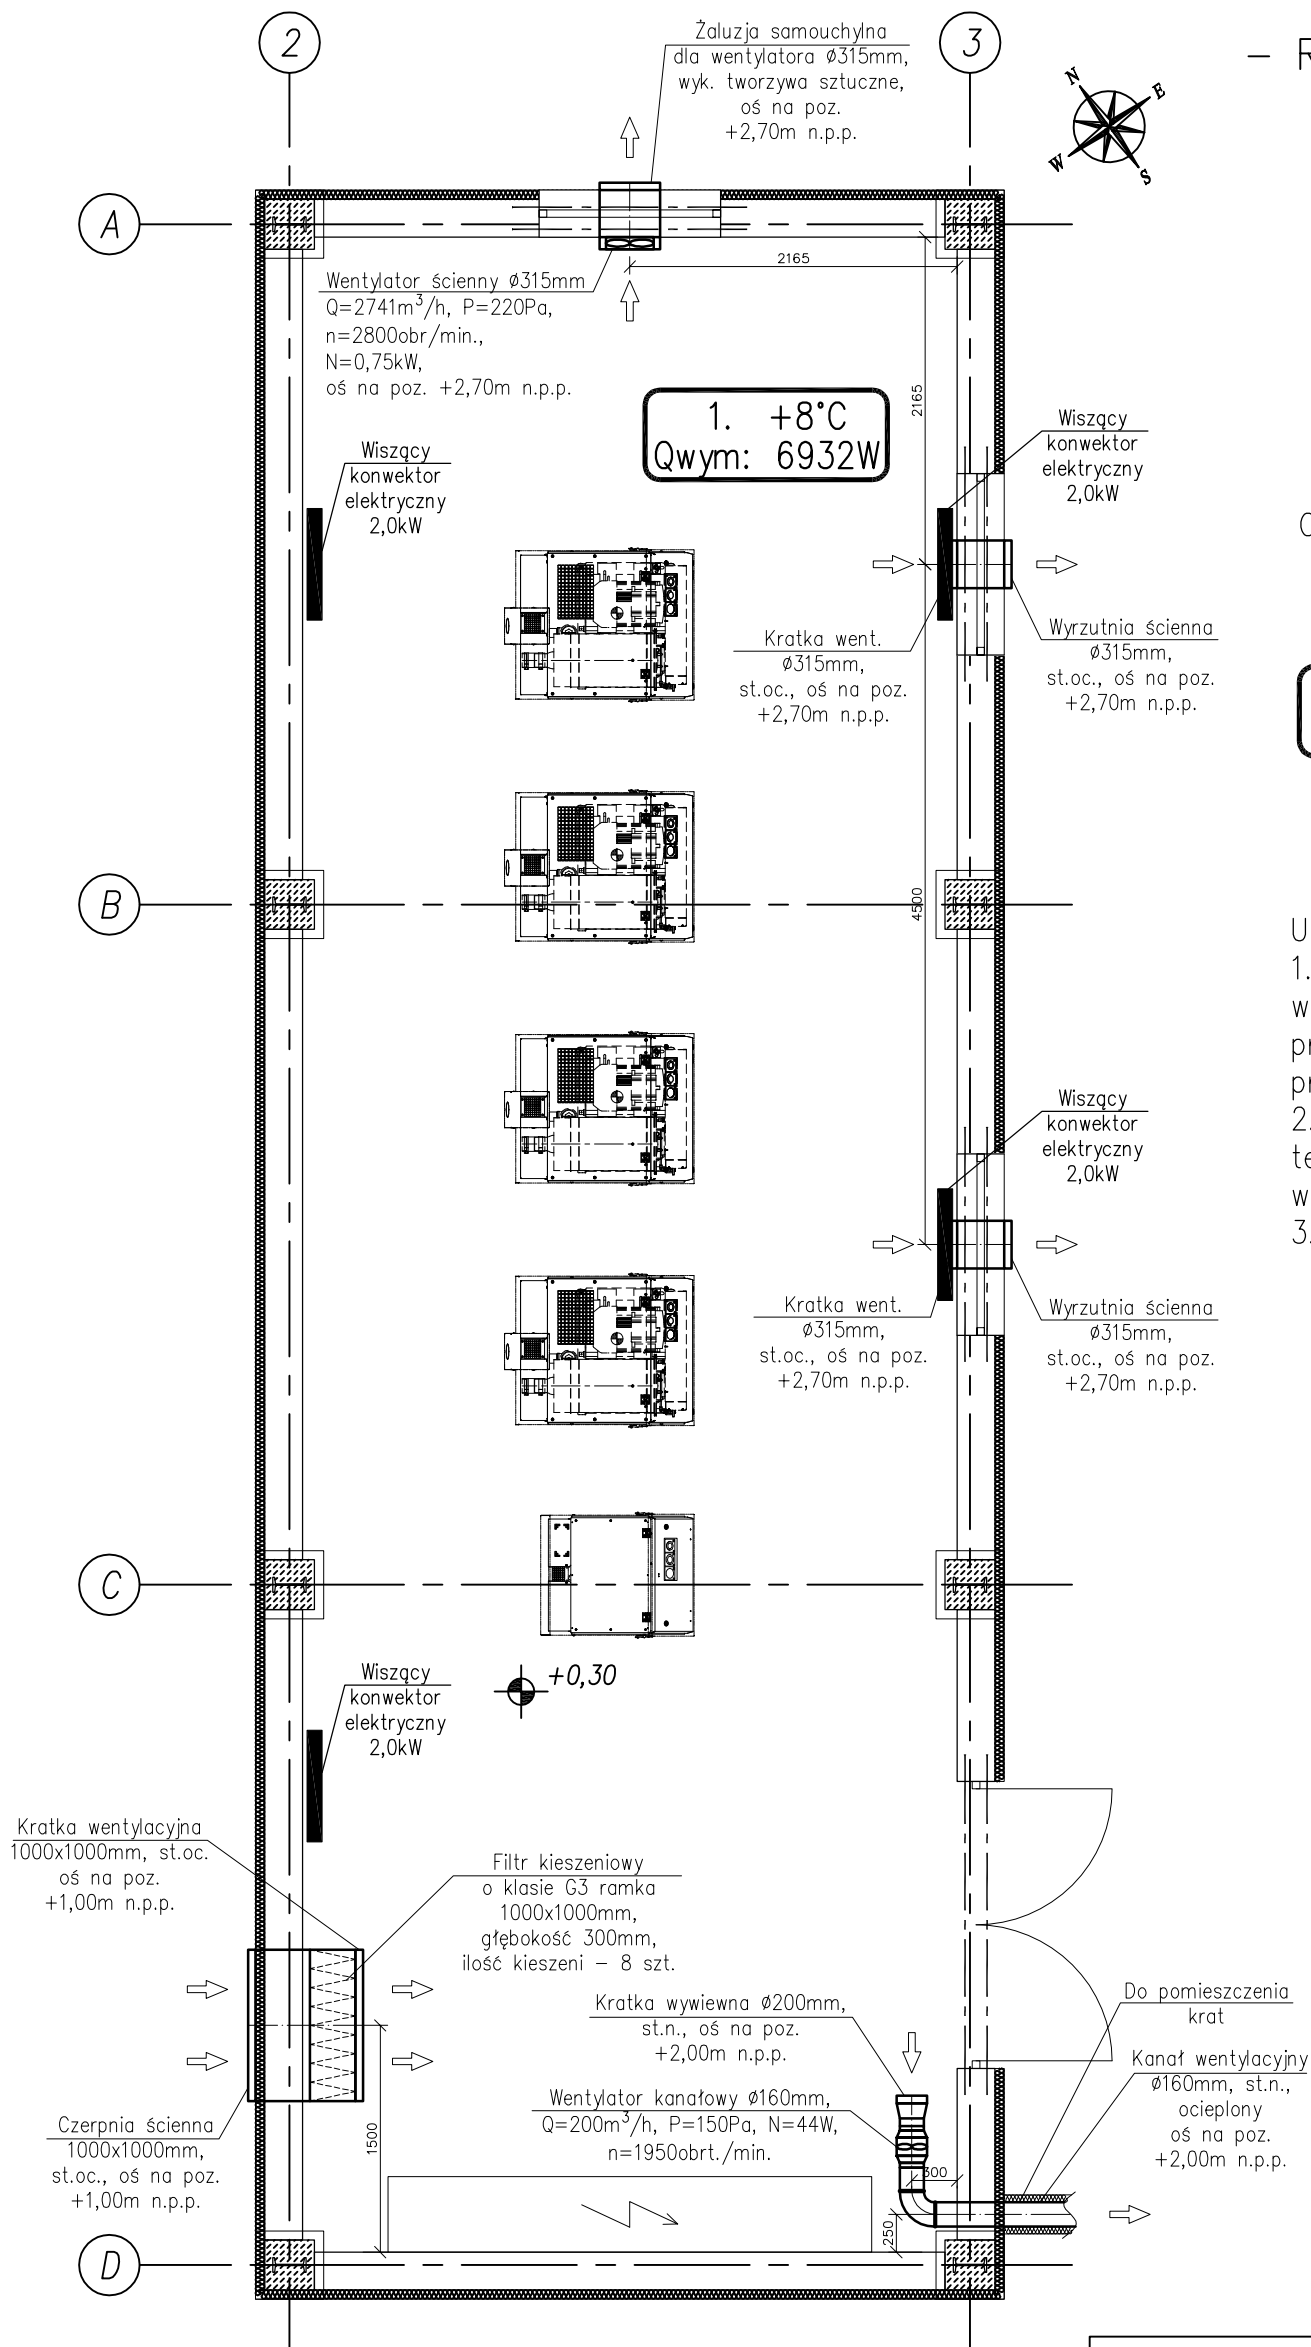 2
3
Żaluzja samouchylna
dla wentylatora Ø315mm,
wyk. tworzywa sztuczne,
oś na poz.
+2,70m n.p.p.
N
E
W
S
– R
A
2165
Wentylator ścienny Ø315mm
Q=2741m³/h, P=220Pa,
n=2800obr/min.,
N=0,75kW,
oś na poz. +2,70m n.p.p.
2165
1. +8°C
Qwym: 6932W
Wiszący
konwektor
elektryczny
2,0kW
Wiszący
konwektor
elektryczny
2,0kW
Kratka went.
Ø315mm,
st.oc., oś na poz.
+2,70m n.p.p.
Wyrzutnia ścienna
Ø315mm,
st.oc., oś na poz.
+2,70m n.p.p.
B
4500
U
1.
w
pr
pr
2.
te
w
3.
Wiszący
konwektor
elektryczny
2,0kW
Kratka went.
Ø315mm,
st.oc., oś na poz.
+2,70m n.p.p.
Wyrzutnia ścienna
Ø315mm,
st.oc., oś na poz.
+2,70m n.p.p.
C
+0,30
Wiszący
konwektor
elektryczny
2,0kW
Kratka wentylacyjna
1000x1000mm, st.oc.
oś na poz.
+1,00m n.p.p.
Filtr kieszeniowy
o klasie G3 ramka
1000x1000mm,
głębokość 300mm,
ilość kieszeni – 8 szt.
Kratka wywiewna Ø200mm,
st.n., oś na poz.
+2,00m n.p.p.
Do pomieszczenia
krat
Kanał wentylacyjny
Ø160mm, st.n.,
ocieplony
oś na poz.
+2,00m n.p.p.
Wentylator kanałowy Ø160mm,
Q=200m³/h, P=150Pa, N=44W,
n=1950obrt./min.
Czerpnia ścienna
1000x1000mm,
st.oc., oś na poz.
+1,00m n.p.p.
1500
300
250
D